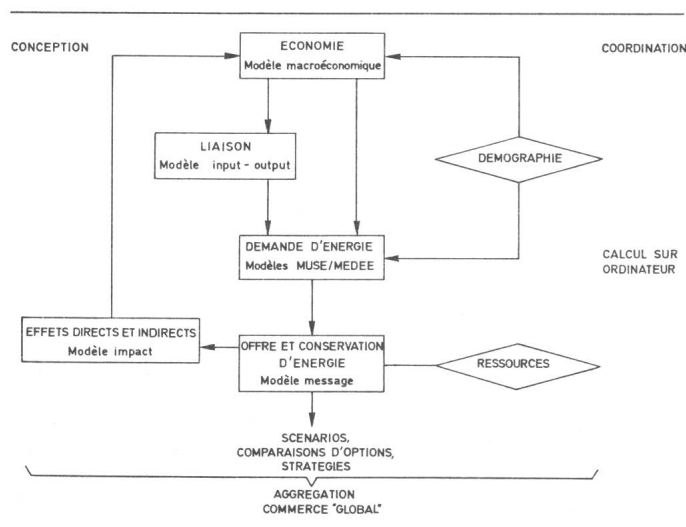 CONCEPTION
ECONOMIE
Modèle macroéconomique
COORDINATION
LIAISON
Modèle input - output
DEMOGRAPHIE
DEMANDE D'ENERGIE
Modèles MUSE/MEDEE
CALCUL SUR
ORDINATEUR
EFFETS DIRECTS ET INDIRECTS
Modèle impact
OFFRE ET CONSERVATION
D'ENERGIE
Modèle message
RESSOURCES
SCENARIOS,
COMPARAISONS D'OPTIONS,
STRATEGIES
AGGREGATION
COMMERCE "GLOBAL"